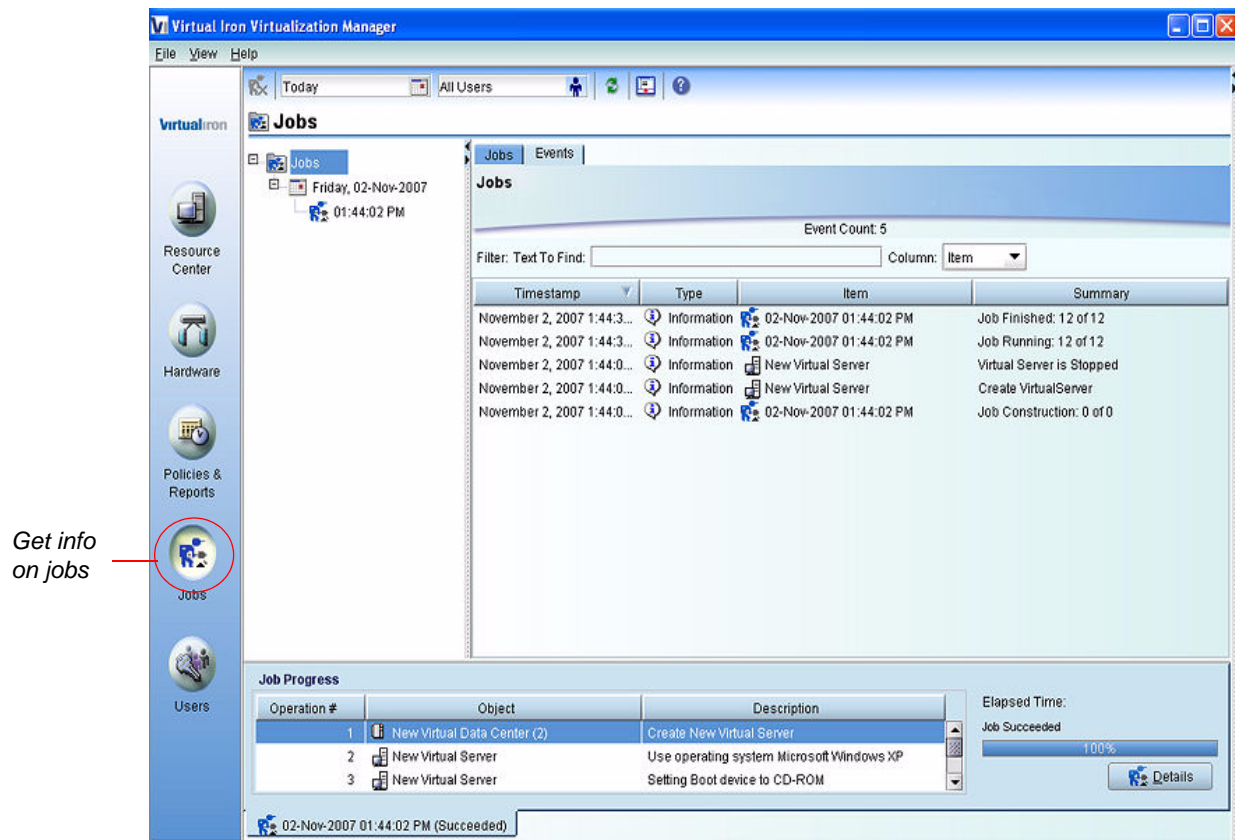 Virtual Iron Virtualization Manager
File View Help
Today All Users
Virtualiron
Jobs
Resource Center
Hardware
Policies & Reports
Get info on jobs
Jobs
Users
Jobs
Friday, 02-Nov-2007
01:44:02 PM
Jobs Events
Jobs
Event Count: 5
Filter: Text To Find: Column: Item
Timestamp Type Item Summary
November 2, 2007 1:44:3... Information 02-Nov-2007 01:44:02 PM Job Finished: 12 of 12
November 2, 2007 1:44:3... Information 02-Nov-2007 01:44:02 PM Job Running: 12 of 12
November 2, 2007 1:44:0... Information New Virtual Server Virtual Server is Stopped
November 2, 2007 1:44:0... Information New Virtual Server Create VirtualServer
November 2, 2007 1:44:0... Information 02-Nov-2007 01:44:02 PM Job Construction: 0 of 0
Job Progress
Operation # Object Description
1 New Virtual Data Center (2) Create New Virtual Server
2 New Virtual Server Use operating system Microsoft Windows XP
3 New Virtual Server Setting Boot device to CD-ROM
Elapsed Time:
Job Succeeded
100%
Details
02-Nov-2007 01:44:02 PM (Succeeded)